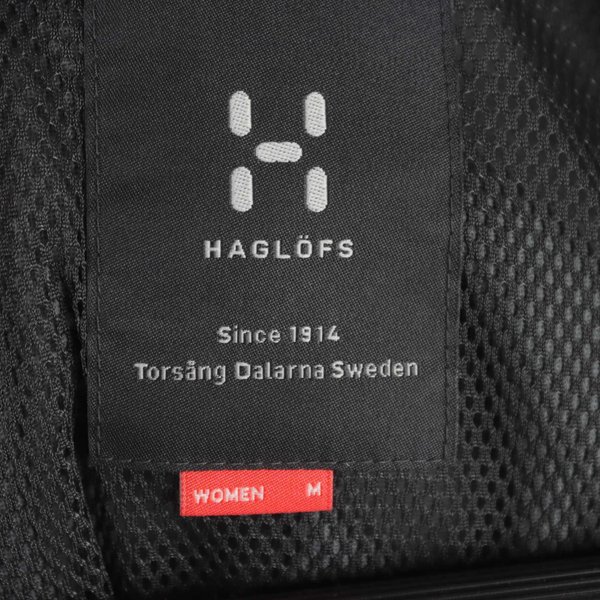 HAGLÖFS
Since 1914
Torsång Dalarna Sweden
WOMEN M